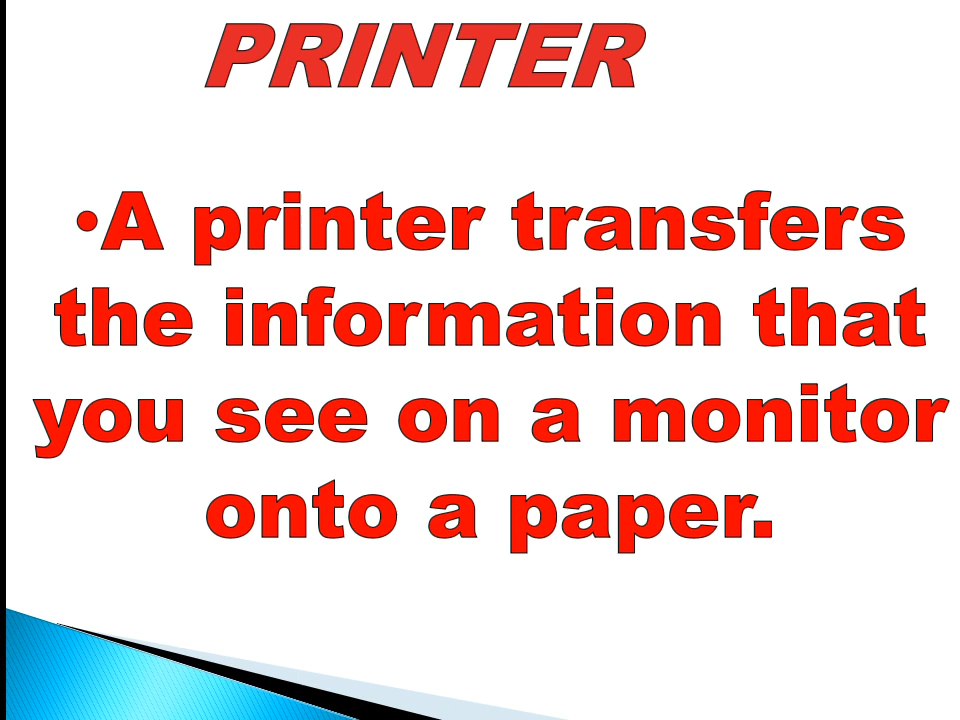 PRINTER
•A printer transfers
the information that
you see on a monitor
onto a paper.